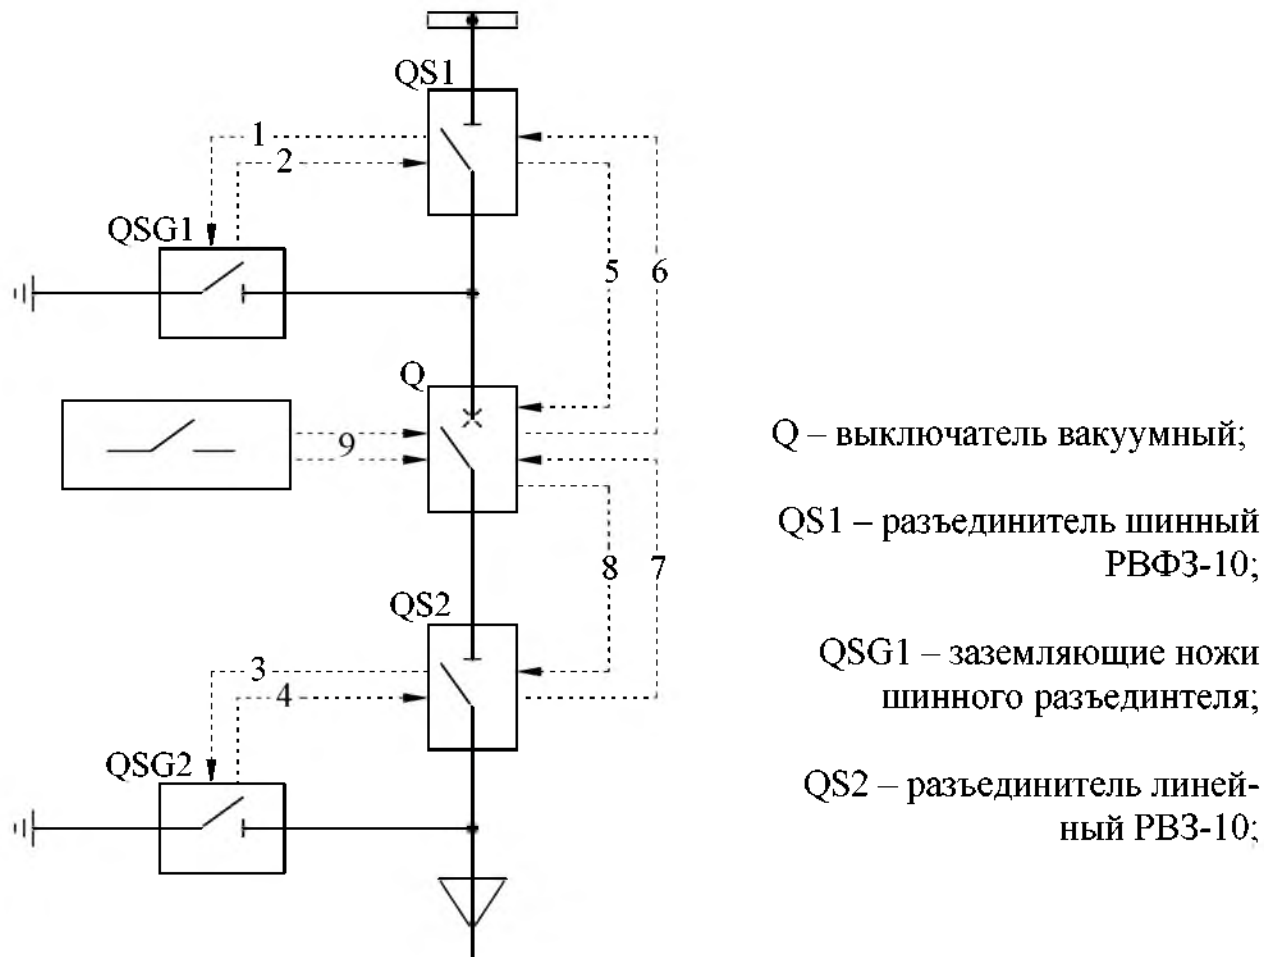 QS1
1
2
QSG1
5
6
Q
9
Q – выключатель вакуумный;
QS1 – разъединитель шинный
РВФЗ-10;
8
7
QS2
QSG1 – заземляющие ножи
шинного разъединтеля;
3
4
QSG2
QS2 – разъединитель линей-
ный РВЗ-10;